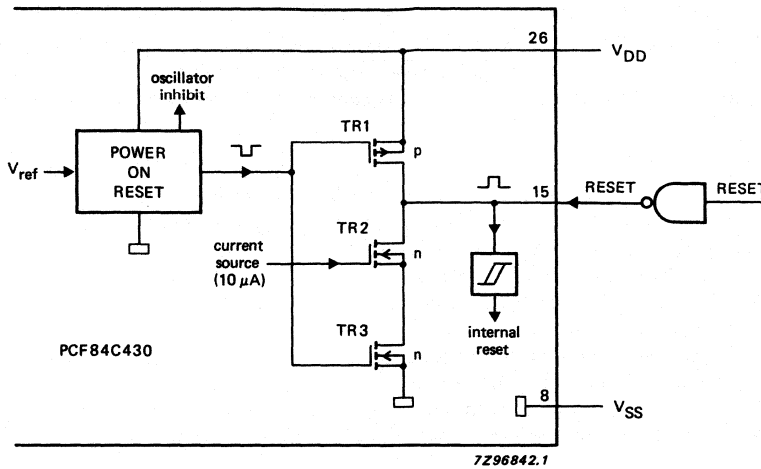 26
V_DD
oscillator
inhibit
TR1
p
POWER
ON
RESET
V_ref
15
RESET
RESET
TR2
n
current
source
(10 μA)
internal
reset
TR3
n
PCF84C430
8
V_SS
7Z96842.1